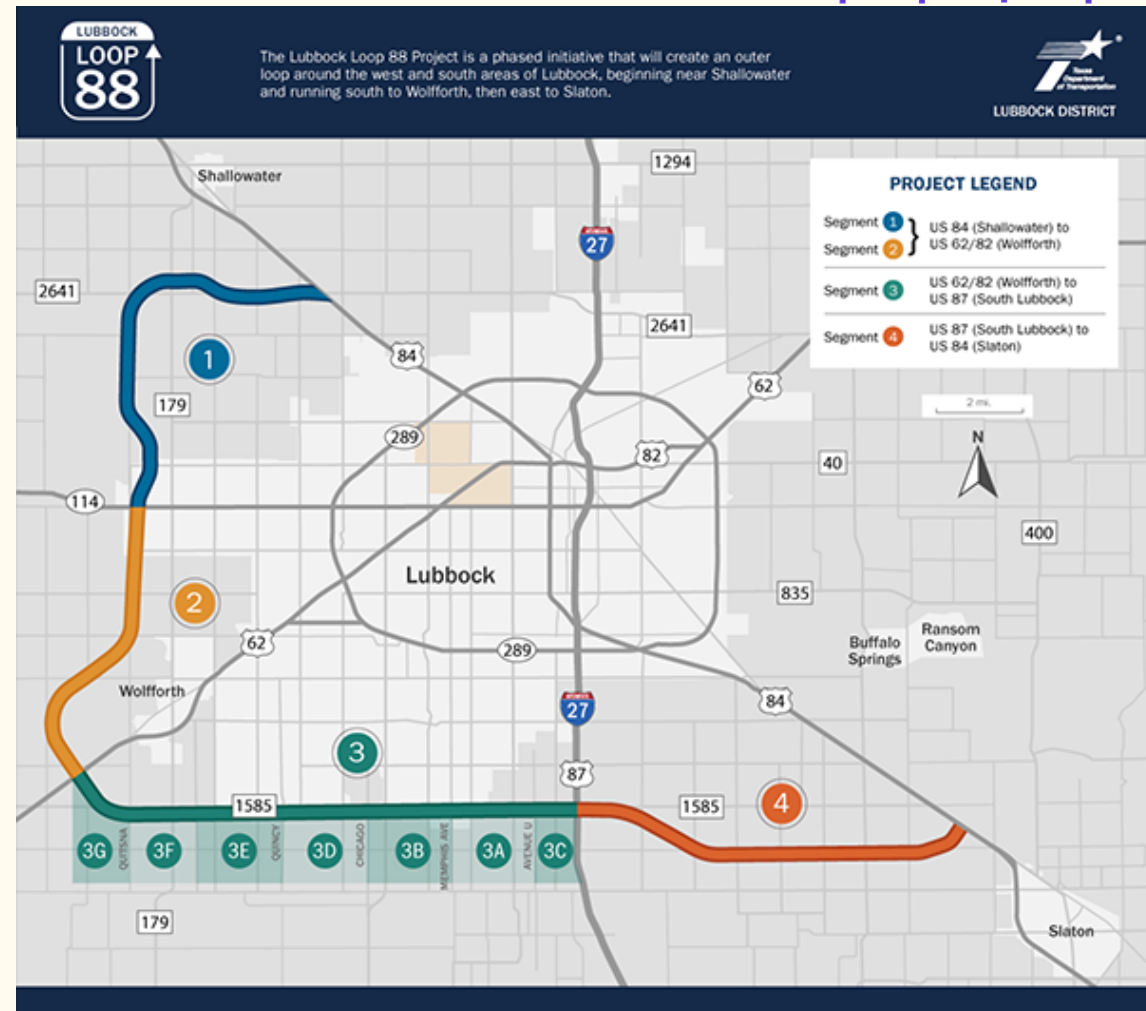 LUBBOCK
LOOP
88
The Lubbock Loop 88 Project is a phased initiative that will create an outer
loop around the west and south areas of Lubbock, beginning near Shallowater
and running south to Wolfforth, then east to Slaton.
Texas
Department
of Transportation
LUBBOCK DISTRICT
1294
Shallowater
PROJECT LEGEND
Segment 1
Segment 2
US 84 (Shallowater) to
US 62/82 (Wolfforth)
Segment 3
US 62/82 (Wolfforth) to
US 87 (South Lubbock)
Segment 4
US 87 (South Lubbock) to
US 84 (Slaton)
27
2641
2641
84
1
62
179
2 mi.
289
N
82
40
114
400
Lubbock
835
2
Ransom
Canyon
Buffalo
Springs
62
289
Wolfforth
84
27
3
87
1585
1585
4
3G
QUITSNA
3F
3E
QUINCY
3D
CHICAGO
3B
MEMPHIS AVE
3A
AVENUE U
3C
179
Slaton